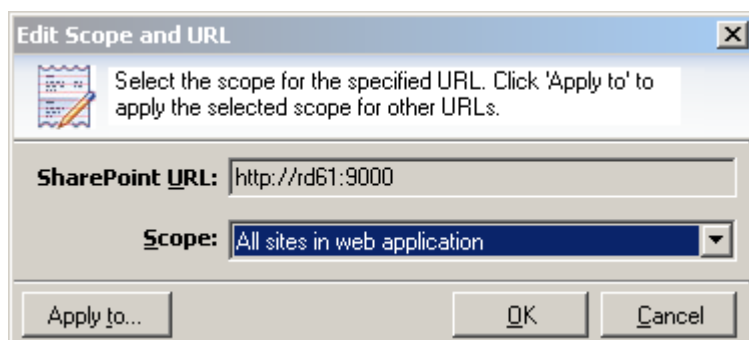 Edit Scope and URL
Select the scope for the specified URL. Click 'Apply to' to
apply the selected scope for other URLs.
SharePoint URL: http://rd61:9000
Scope: All sites in web application
Apply to... OK Cancel